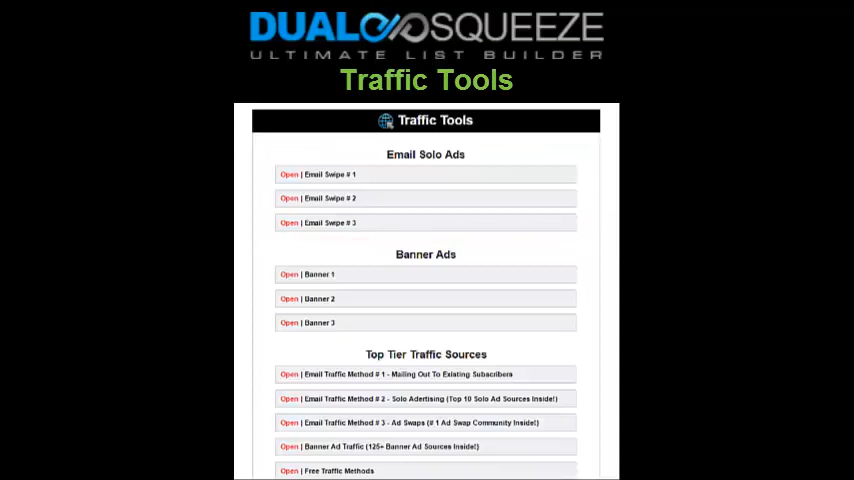 DUAL SQUEEZE
ULTIMATE LIST BUILDER
Traffic Tools
Traffic Tools
Email Solo Ads
Open | Email Swipe # 1
Open | Email Swipe # 2
Open | Email Swipe # 3
Banner Ads
Open | Banner 1
Open | Banner 2
Open | Banner 3
Top Tier Traffic Sources
Open | Email Traffic Method # 1 - Mailing Out To Existing Subscribers
Open | Email Traffic Method # 2 - Solo Adertising (Top 10 Solo Ad Sources Inside!)
Open | Email Traffic Method # 3 - Ad Swaps (# 1 Ad Swap Community Inside!)
Open | Banner Ad Traffic (125+ Banner Ad Sources Inside!)
Open | Free Traffic Methods